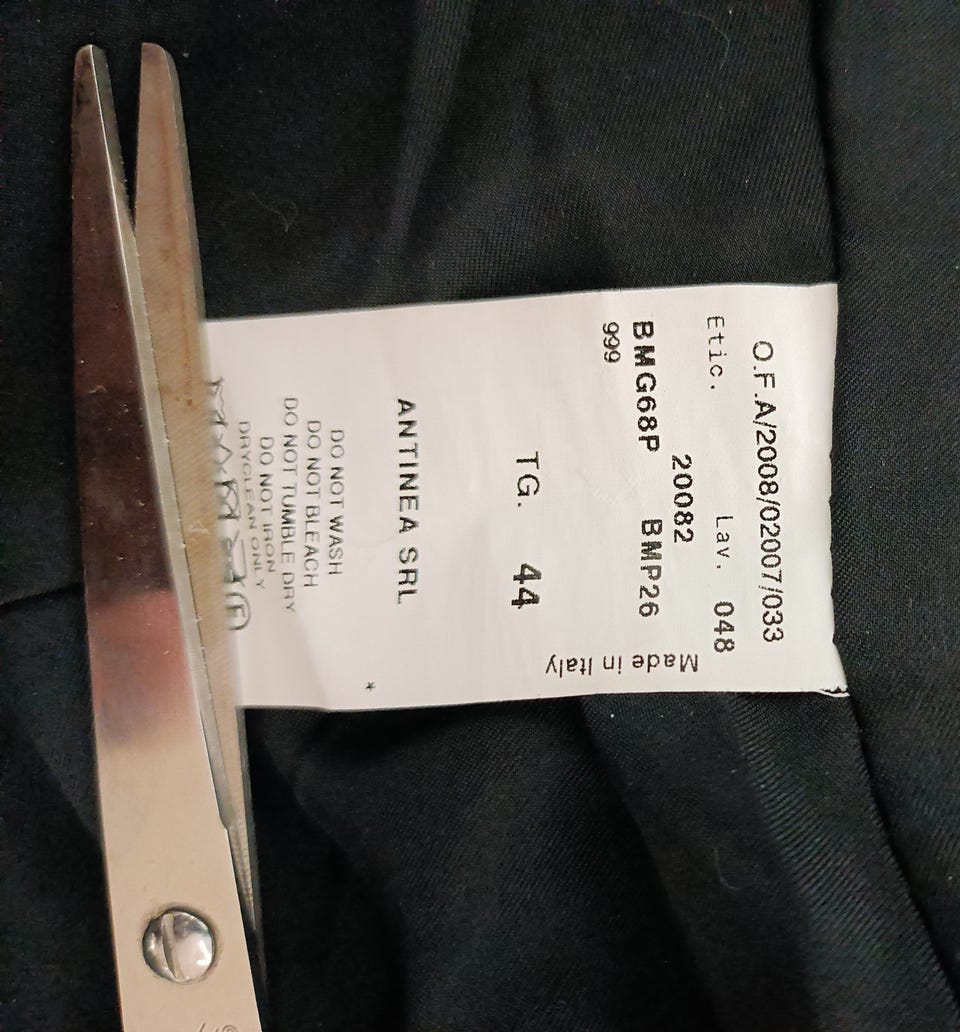 O.F.A/2008/02007/033
Etic. Lav. 048
20082
BMG68P BMP26
999
Made in Italy
TG. 44
ANTINEA SRL
*
DO NOT WASH
DO NOT BLEACH
DO NOT TUMBLE DRY
DO NOT IRON
DRYCLEAN ONLY
F